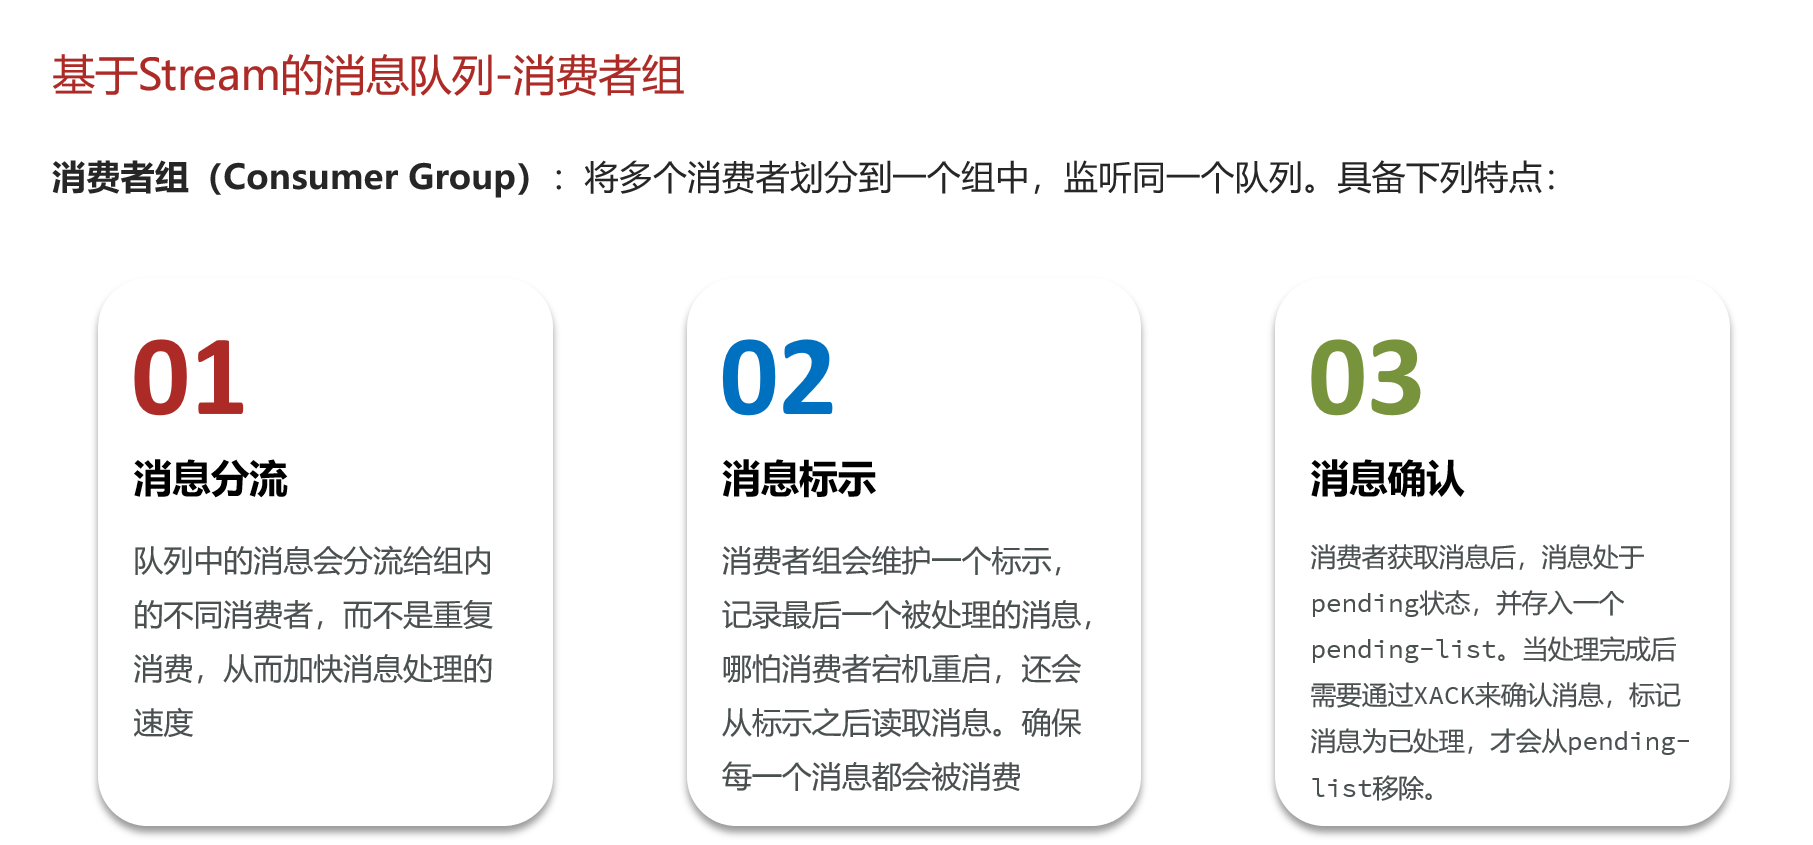 基于Stream的消息队列-消费者组
消费者组（Consumer Group）：将多个消费者划分到一个组中，监听同一个队列。具备下列特点：
01
消息分流
队列中的消息会分流给组内
的不同消费者，而不是重复
消费，从而加快消息处理的
速度
02
消息标示
消费者组会维护一个标示，
记录最后一个被处理的消息，
哪怕消费者宕机重启，还会
从标示之后读取消息。确保
每一个消息都会被消费
03
消息确认
消费者获取消息后，消息处于
pending状态，并存入一个
pending-list。当处理完成后
需要通过XACK来确认消息，标记
消息为已处理，才会从pending-
list移除。